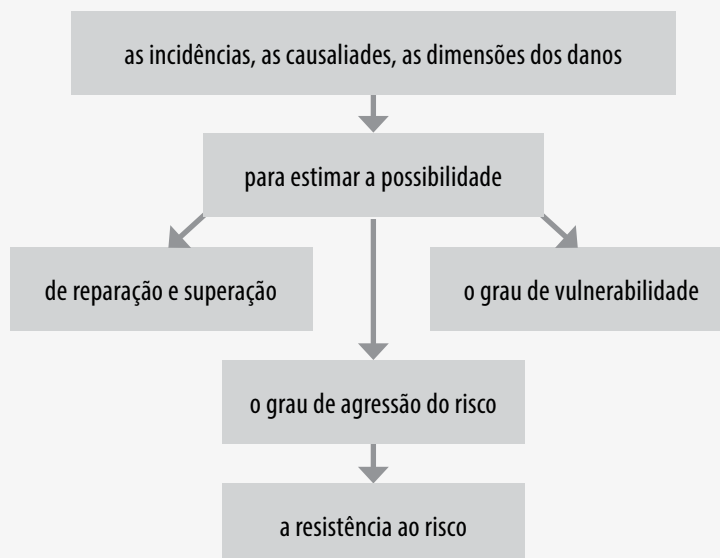 as incidências, as causaliades, as dimensões dos danos
para estimar a possibilidade
de reparação e superação
o grau de vulnerabilidade
o grau de agressão do risco
a resistência ao risco